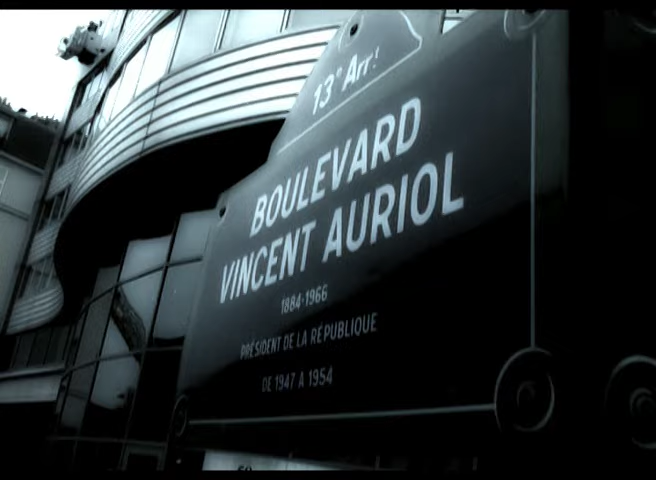 13e Arrt
BOULEVARD
VINCENT AURIOL
1884-1966
PRÉSIDENT DE LA RÉPUBLIQUE
DE 1947 À 1954